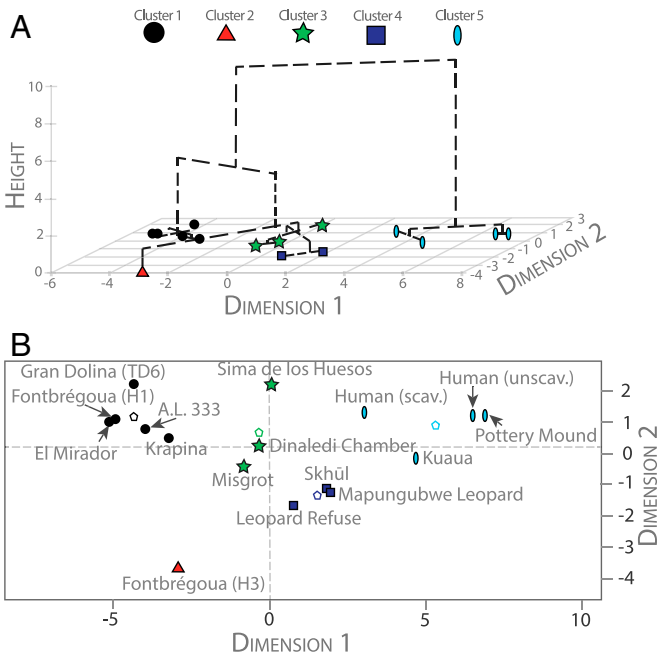 A
Cluster 1 Cluster 2 Cluster 3 Cluster 4 Cluster 5
HEIGHT
10
8
6
4
2
0
-6 -4 -2 0 2 4 6 8
DIMENSION 1
-4 -3 -2 -1 0 1 2 3
DIMENSION 2
B
Gran Dolina (TD6)
Sima de los Huesos
Fontbrégoua (H1)
A.L. 333
Human (scav.)
Human (unscav.)
El Mirador
Krapina
Dinaledi Chamber
Pottery Mound
Misgrot
Skhūl
Kuaua
Mapungubwe Leopard
Leopard Refuse
Fontbrégoua (H3)
2
1
0
-1
-2
-3
-4
DIMENSION 2
-5 0 5 10
DIMENSION 1